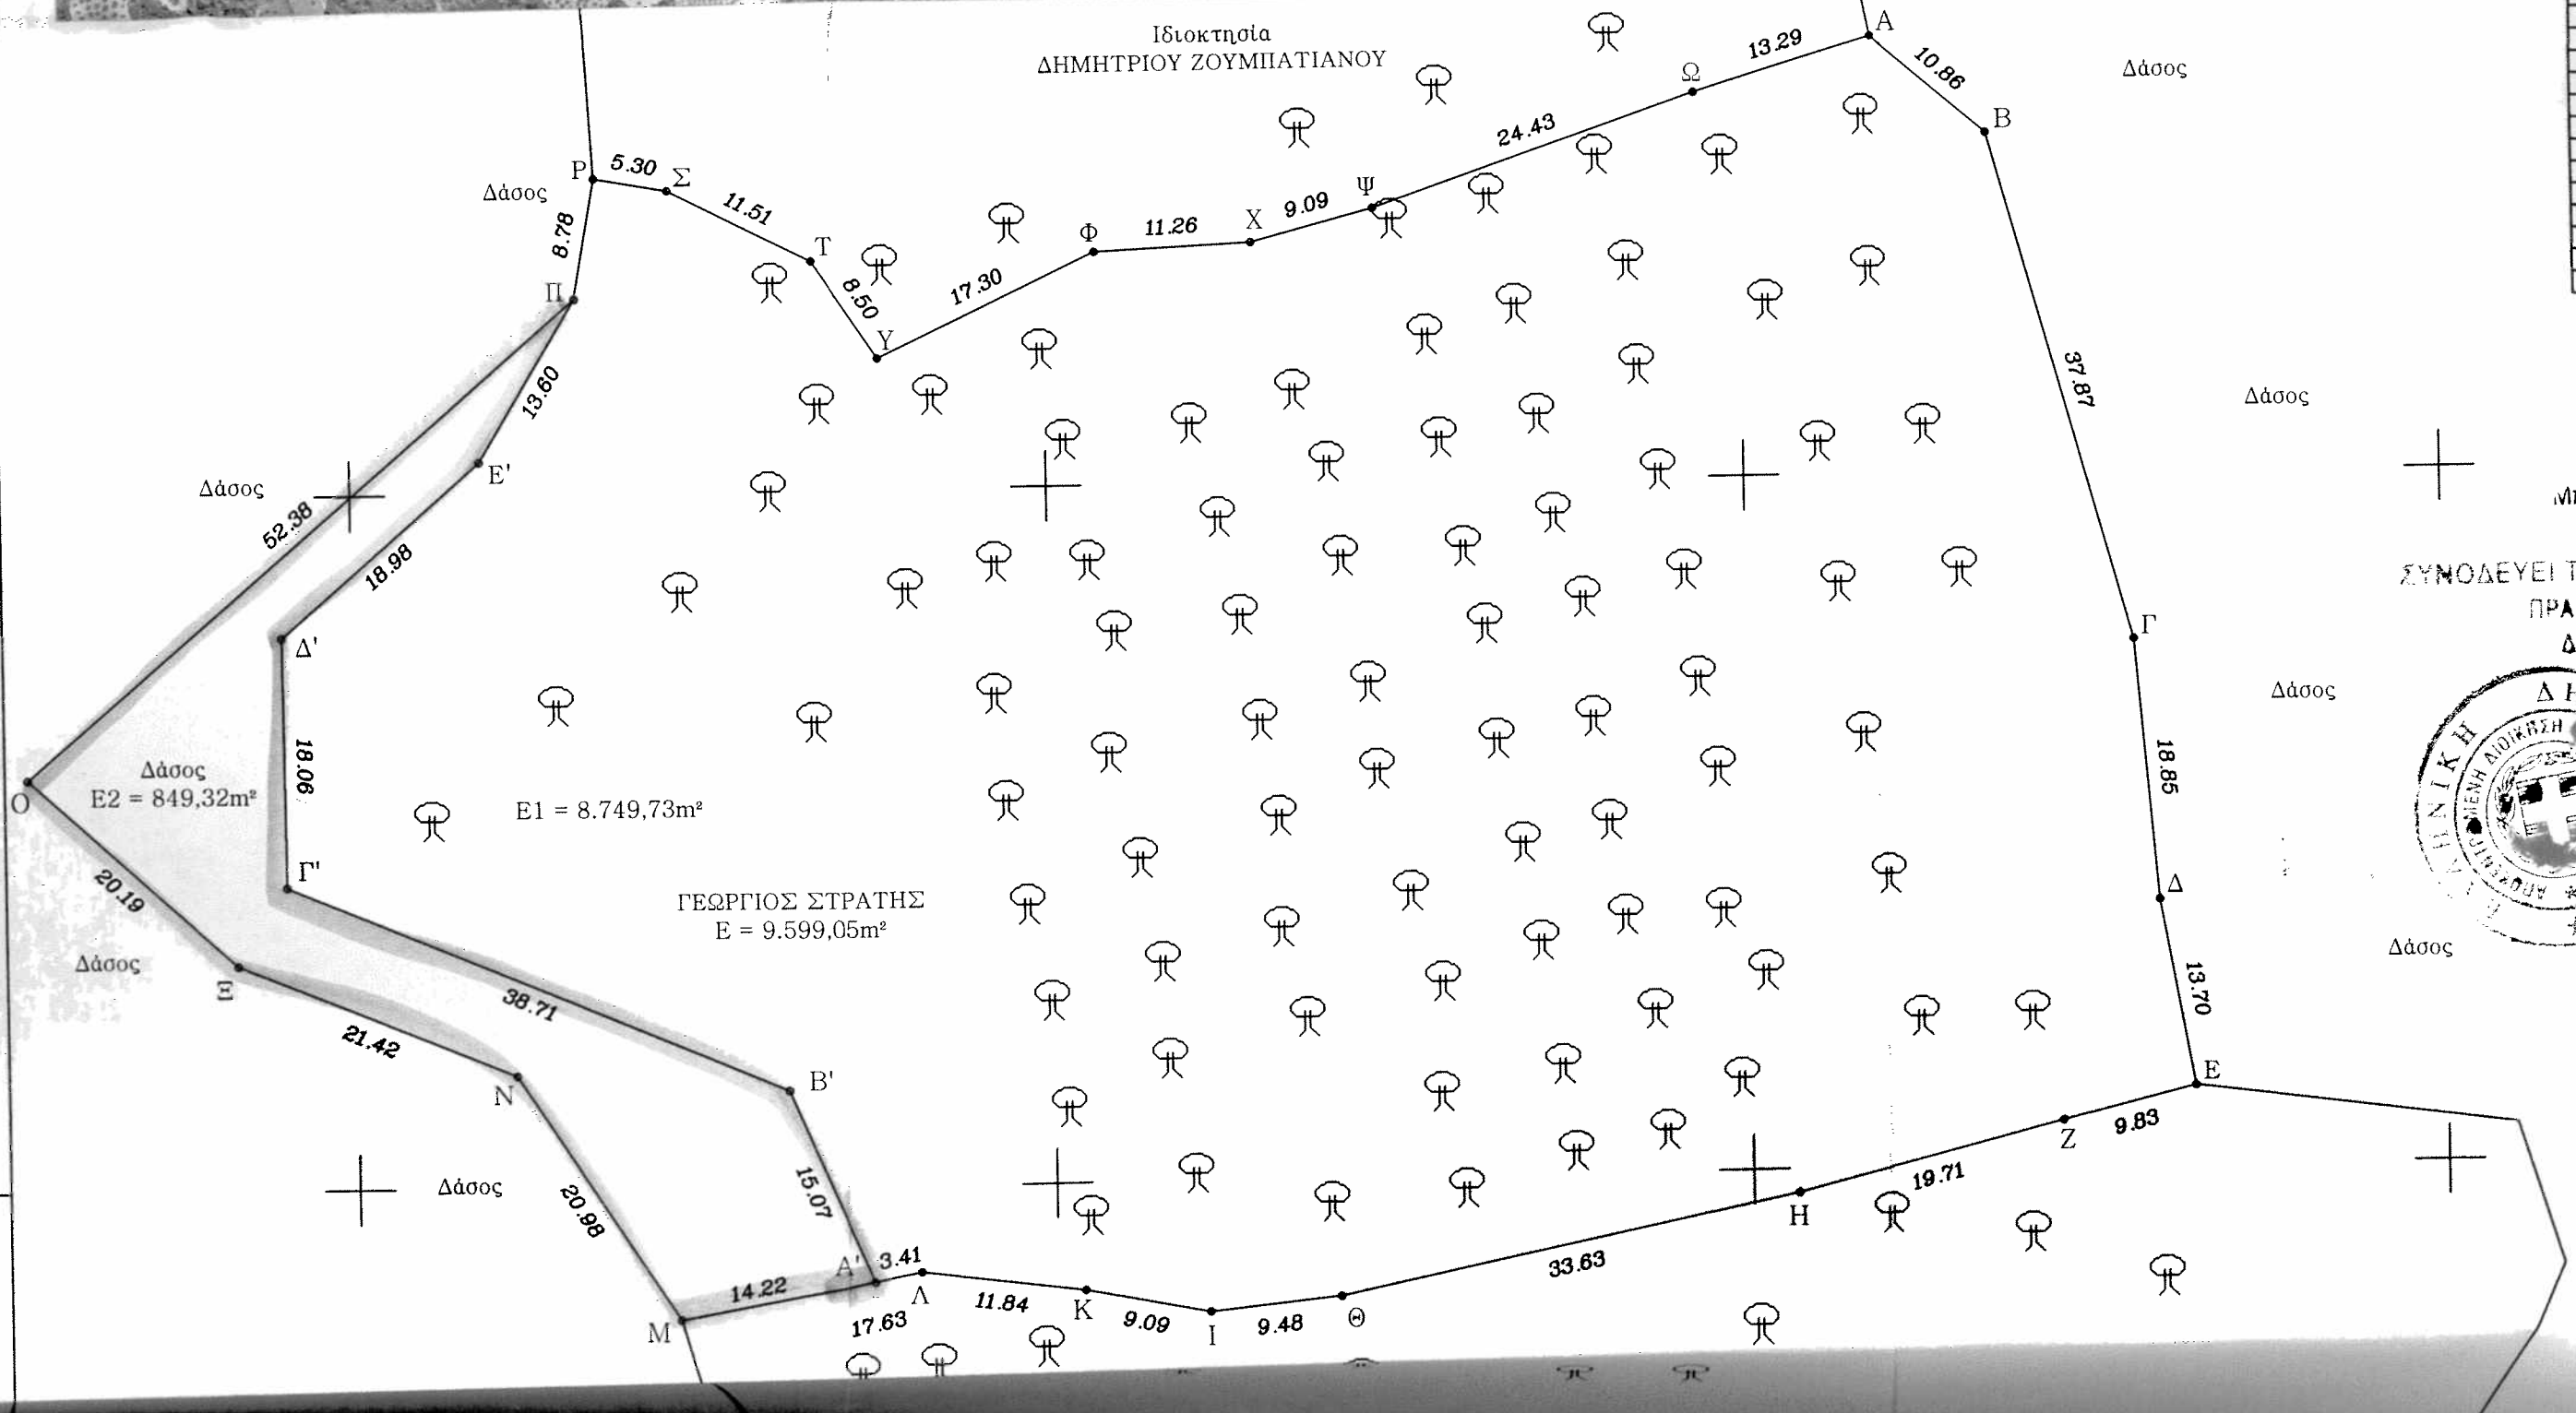 Ιδιοκτησία
ΔΗΜΗΤΡΙΟΥ ΖΟΥΜΠΑΤΙΑΝΟΥ
Α
13.29
10.86
Δάσος
Ω
Β
24.43
Ρ
5.30
Σ
Δάσος
11.51
Ψ
9.09
Χ
11.26
Φ
8.78
Τ
Π
8.50
17.30
Υ
37.87
13.60
Δάσος
Ε'
Δάσος
52.38
18.98
ΣΥΝΟΔΕΥΕΙ Τ
ΠΡΑ
Γ
Δ'
Δάσος
Δ Η
18.06
18.85
Δάσος
Ε2 = 849,32m²
Ο
Ε1 = 8.749,73m²
Γ'
Δ
20.19
ΓΕΩΡΓΙΟΣ ΣΤΡΑΤΗΣ
Ε = 9.599,05m²
Δάσος
Δάσος
Ξ
38.71
13.70
21.42
Ν
Β'
Ε
Ζ
9.83
Δάσος
15.07
20.98
19.71
Η
Α'
3.41
33.63
14.22
Λ
11.84
Κ
9.09
Ι
9.48
Θ
Μ
17.63